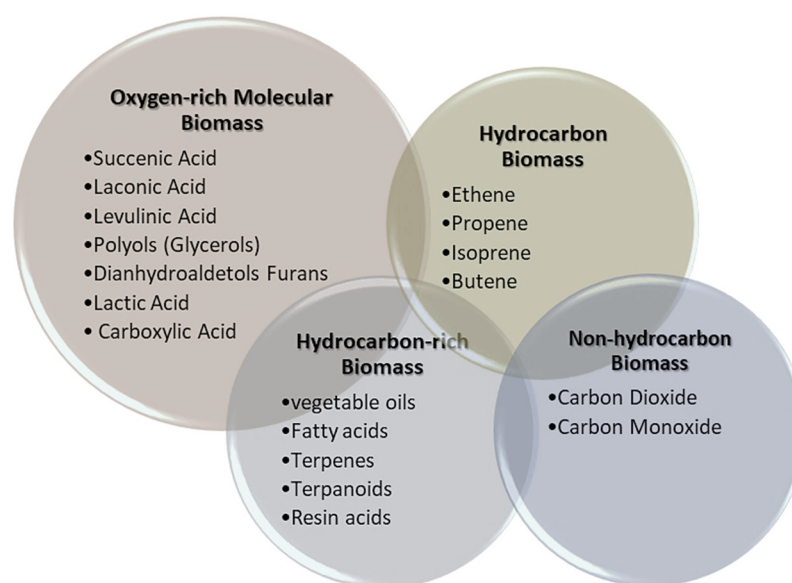 Oxygen-rich Molecular
Biomass
•Succenic Acid
•Laconic Acid
•Levulinic Acid
•Polyols (Glycerols)
•Dianhydroaldetols Furans
•Lactic Acid
• Carboxylic Acid
Hydrocarbon
Biomass
•Ethene
•Propene
•Isoprene
•Butene
Hydrocarbon-rich
Biomass
•vegetable oils
•Fatty acids
•Terpenes
•Terpanoids
•Resin acids
Non-hydrocarbon
Biomass
•Carbon Dioxide
•Carbon Monoxide